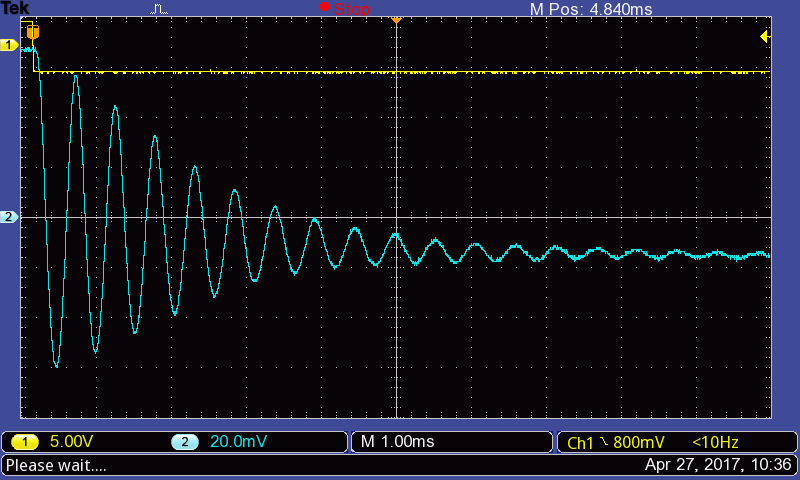 Tek Stop M Pos: 4.840ms
1
2
1 5.00V 2 20.0mV M 1.00ms Ch1 800mV <10Hz
Please wait.... Apr 27, 2017, 10:36